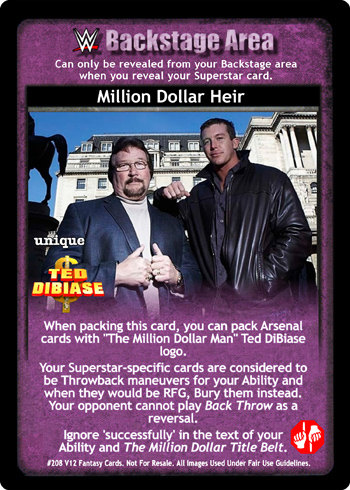 W Backstage Area
Can only be revealed from your Backstage area
when you reveal your Superstar card.
Million Dollar Heir
unique
TED
DIBIASE
When packing this card, you can pack Arsenal
cards with "The Million Dollar Man" Ted DiBiase
logo.
Your Superstar-specific cards are considered to
be Throwback maneuvers for your Ability and
when they would be RFG, Bury them instead.
Your opponent cannot play Back Throw as a
reversal.
Ignore 'successfully' in the text of your
Ability and The Million Dollar Title Belt.
#208 V12 Fantasy Cards. Not For Resale. All Images Used Under Fair Use Guidelines.